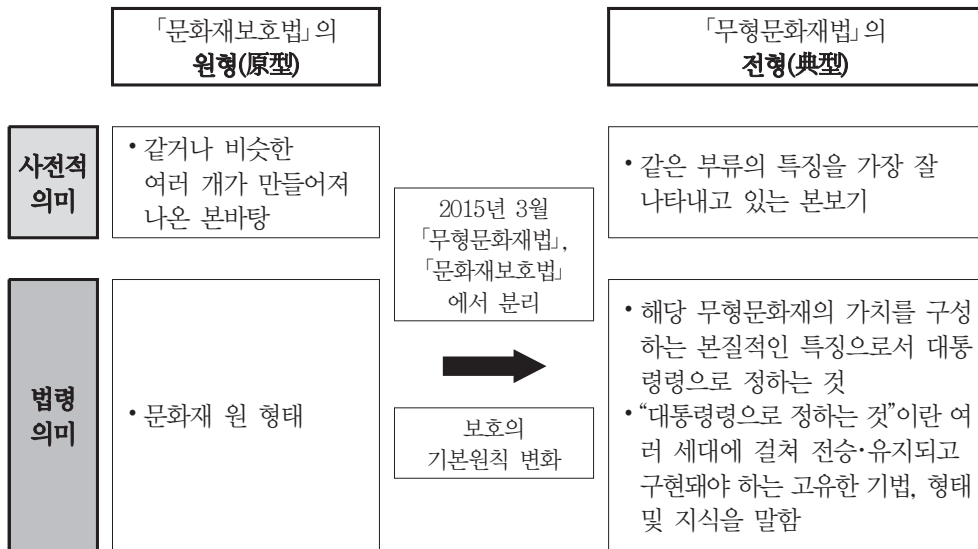 「문화재보호법」의
원형(原型)
「무형문화재법」의
전형(典型)
사전적
의미
• 같거나 비슷한
여러 개가 만들어져
나온 본바탕
2015년 3월
「무형문화재법」,
「문화재보호법」
에서 분리
• 같은 부류의 특징을 가장 잘
나타내고 있는 본보기
법령
의미
• 문화재 원 형태
보호의
기본원칙 변화
• 해당 무형문화재의 가치를 구성
하는 본질적인 특징으로서 대통
령령으로 정하는 것
• “대통령령으로 정하는 것”이란 여
러 세대에 걸쳐 전승·유지되고
구현돼야 하는 고유한 기법, 형태
및 지식을 말함